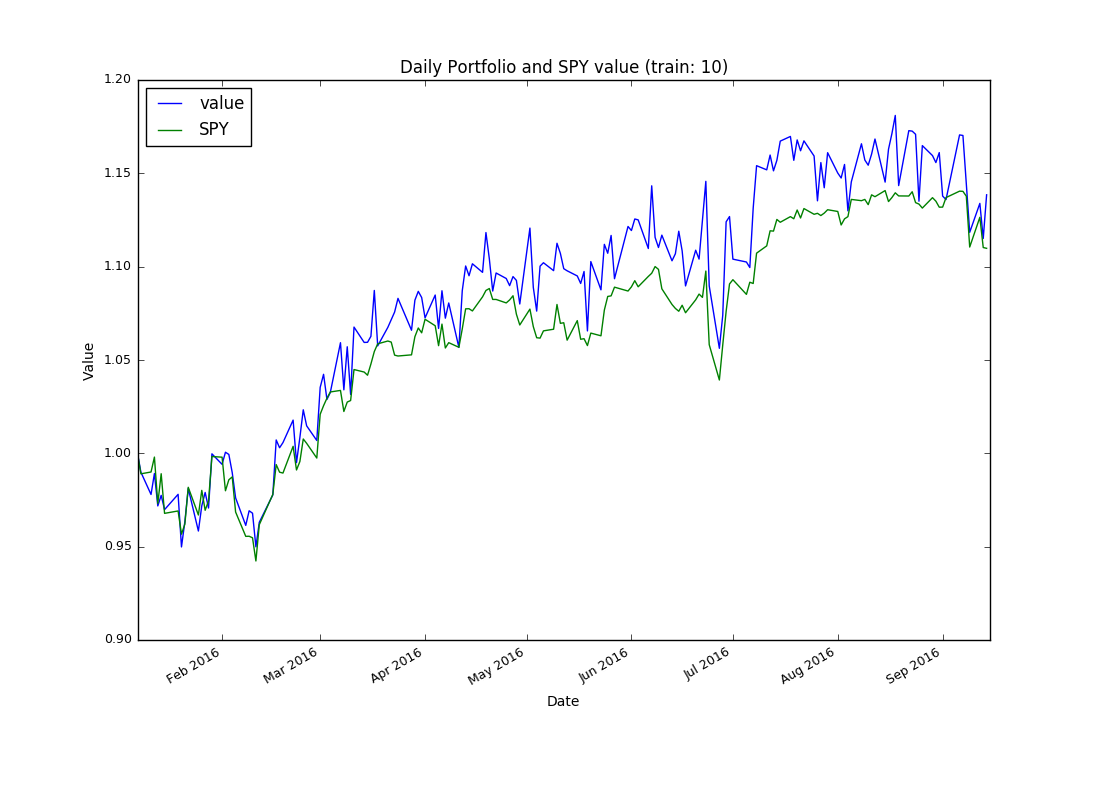 Daily Portfolio and SPY value (train: 10)
1.20
value
SPY
1.15
1.10
1.05
1.00
0.95
0.90
Value
Feb 2016
Mar 2016
Apr 2016
May 2016
Jun 2016
Jul 2016
Aug 2016
Sep 2016
Date